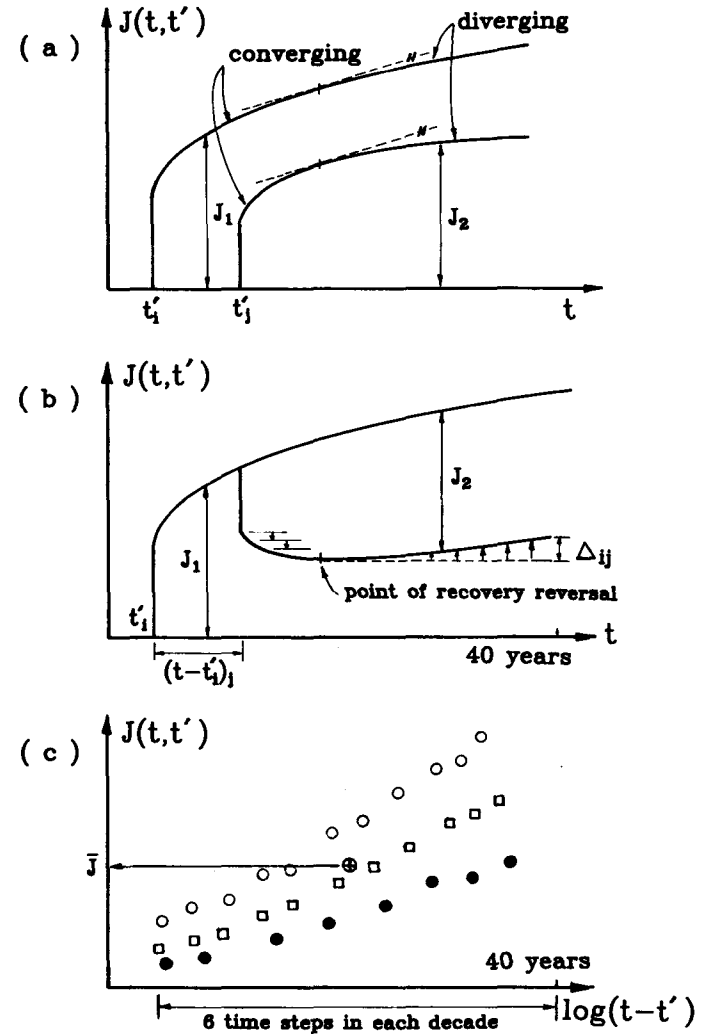 ( a )
J(t,t′)
converging
diverging
J₁
J₂
t′ᵢ
t′ⱼ
t
( b )
J(t,t′)
J₁
J₂
Δᵢⱼ
point of recovery reversal
t′ᵢ
t
40 years
(t−t′ᵢ)ⱼ
( c )
J(t,t′)
J̄
40 years
log(t−t′)
6 time steps in each decade